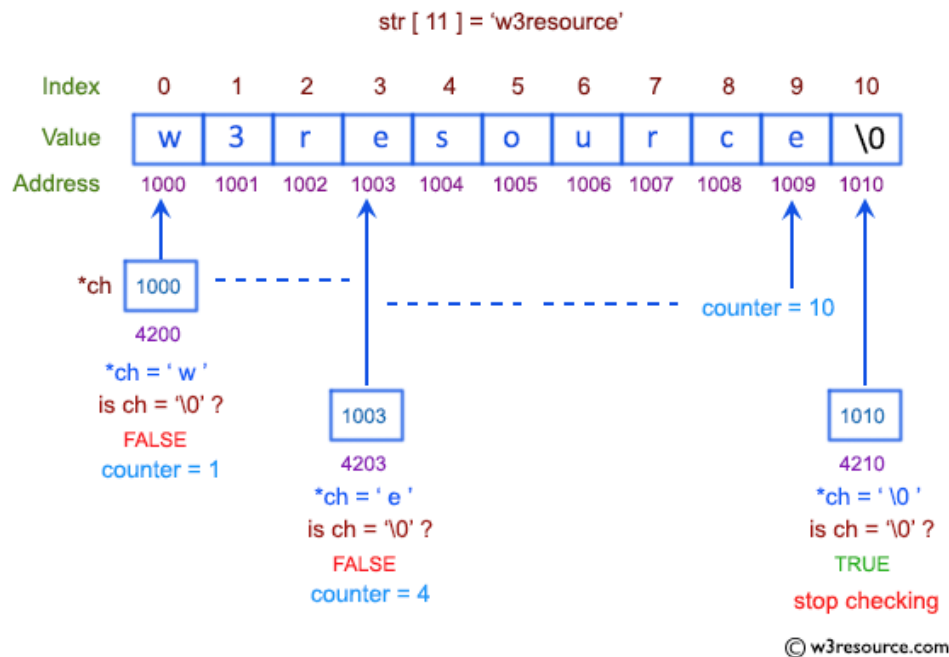 str [ 11 ] = ‘w3resource’
Index 0 1 2 3 4 5 6 7 8 9 10
Value w 3 r e s o u r c e \0
Address 1000 1001 1002 1003 1004 1005 1006 1007 1008 1009 1010
*ch 1000
counter = 10
4200
*ch = ‘ w ’
is ch = ‘\0’ ?
FALSE
counter = 1
1003
4203
*ch = ‘ e ’
is ch = ‘\0’ ?
FALSE
counter = 4
1010
4210
*ch = ‘ \0 ’
is ch = ‘\0’ ?
TRUE
stop checking
© w3resource.com